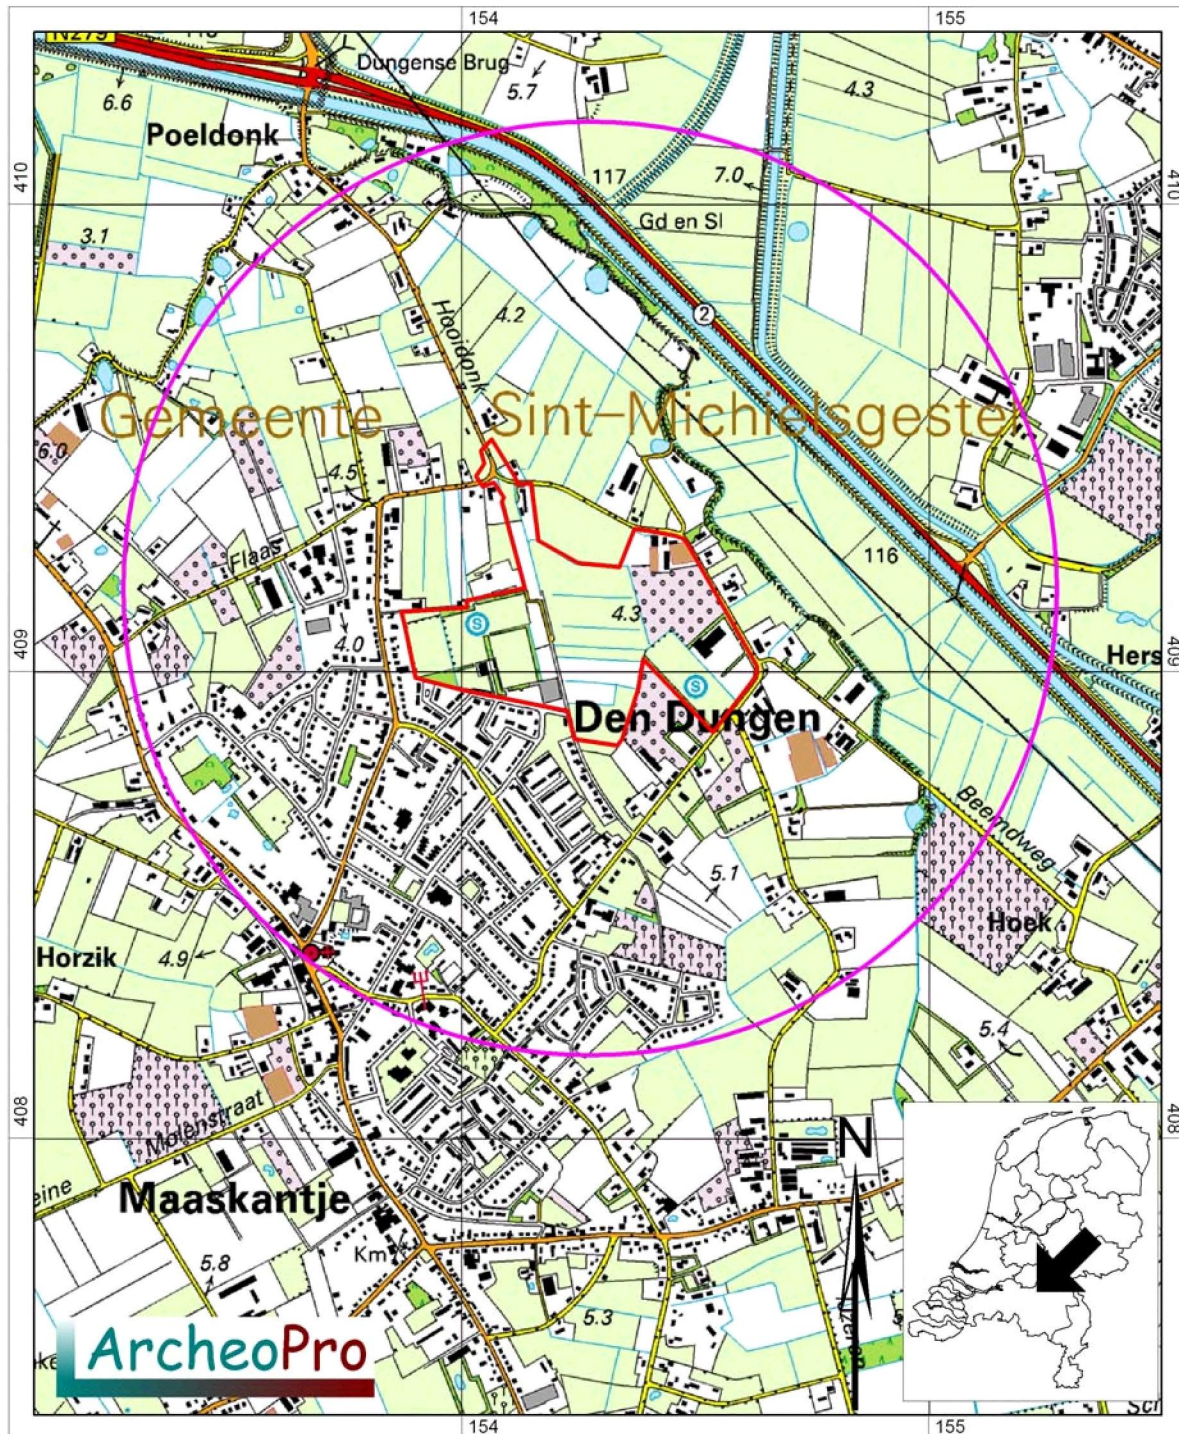 154
155
N279
Dungense Brug
6.6
5.7
4.3
Poeldonk
410
117
7.0
410
Gd en Sl
3.1
Hooidonk
4.2
2
Gemeente Sint-Michielsgestel
6.0
4.5
Flaas
116
S
4.3
4.0
409
409
Hers
S
Den Dungen
Beemdweg
5.1
Hoek
Horzik
4.9
5.4
408
408
Molenstraat
N
eine
Maaskantje
Km
5.8
5.3
ArcheoPro
154
155